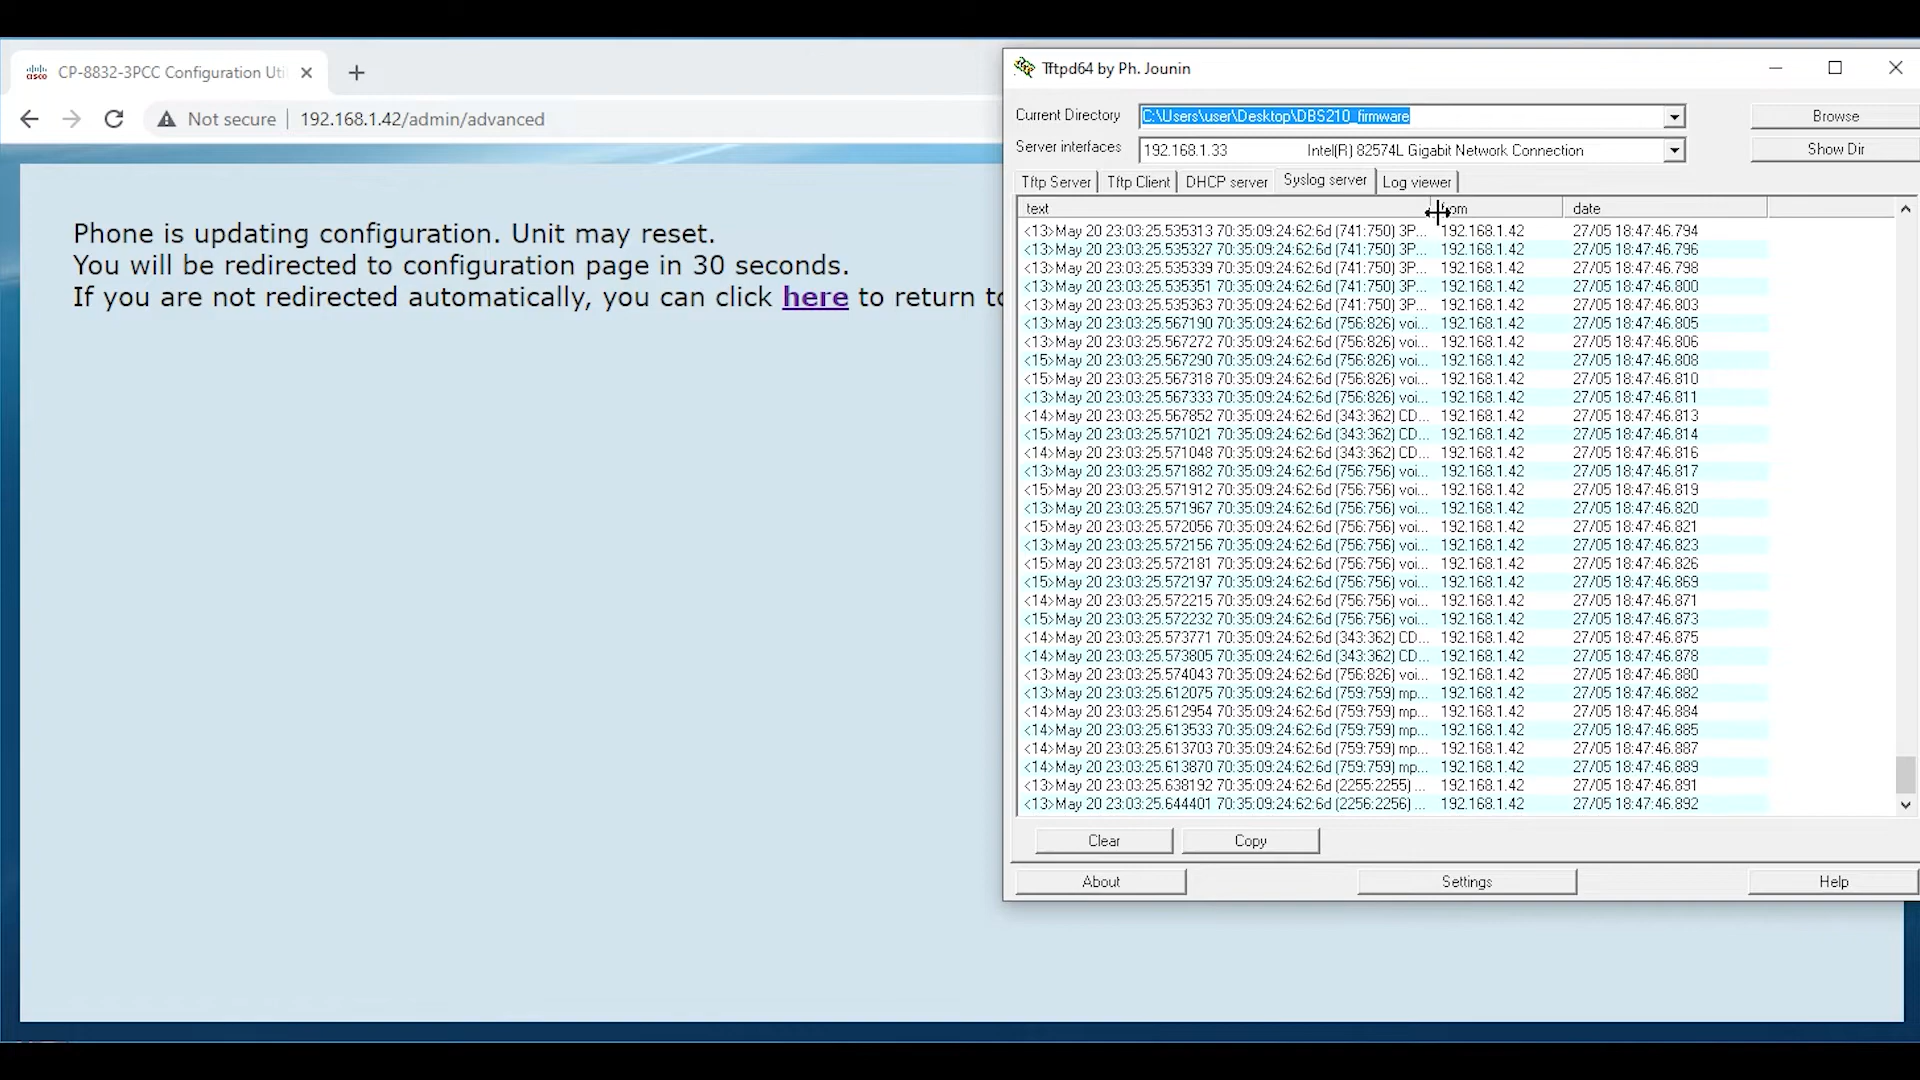 CP-8832-3PCC Configuration Uti
Not secure
192.168.1.42/admin/advanced
Phone is updating configuration. Unit may reset.
You will be redirected to configuration page in 30 seconds.
If you are not redirected automatically, you can click here to return to
Tftpd64 by Ph. Jounin
Current Directory C:\Users\user\Desktop\DBS210_firmware Browse
Server interfaces 192.168.1.33 Intel(R) 82574L Gigabit Network Connection Show Dir
Tftp Server Tftp Client DHCP server Syslog server Log viewer
text from date
<13>May 20 23:03:25.535313 70:35:09:24:62:6d (741:750) 3P... 192.168.1.42 27/05 18:47:46.794
<13>May 20 23:03:25.535327 70:35:09:24:62:6d (741:750) 3P... 192.168.1.42 27/05 18:47:46.796
<13>May 20 23:03:25.535339 70:35:09:24:62:6d (741:750) 3P... 192.168.1.42 27/05 18:47:46.798
<13>May 20 23:03:25.535351 70:35:09:24:62:6d (741:750) 3P... 192.168.1.42 27/05 18:47:46.800
<13>May 20 23:03:25.535363 70:35:09:24:62:6d (741:750) 3P... 192.168.1.42 27/05 18:47:46.803
<13>May 20 23:03:25.567190 70:35:09:24:62:6d (756:826) voi... 192.168.1.42 27/05 18:47:46.805
<13>May 20 23:03:25.567272 70:35:09:24:62:6d (756:826) voi... 192.168.1.42 27/05 18:47:46.806
<15>May 20 23:03:25.567290 70:35:09:24:62:6d (756:826) voi... 192.168.1.42 27/05 18:47:46.808
<15>May 20 23:03:25.567318 70:35:09:24:62:6d (756:826) voi... 192.168.1.42 27/05 18:47:46.810
<13>May 20 23:03:25.567333 70:35:09:24:62:6d (756:826) voi... 192.168.1.42 27/05 18:47:46.811
<14>May 20 23:03:25.567852 70:35:09:24:62:6d (343:362) CD... 192.168.1.42 27/05 18:47:46.813
<15>May 20 23:03:25.571021 70:35:09:24:62:6d (343:362) CD... 192.168.1.42 27/05 18:47:46.814
<14>May 20 23:03:25.571048 70:35:09:24:62:6d (343:362) CD... 192.168.1.42 27/05 18:47:46.816
<13>May 20 23:03:25.571882 70:35:09:24:62:6d (756:756) voi... 192.168.1.42 27/05 18:47:46.817
<15>May 20 23:03:25.571912 70:35:09:24:62:6d (756:756) voi... 192.168.1.42 27/05 18:47:46.819
<13>May 20 23:03:25.571967 70:35:09:24:62:6d (756:756) voi... 192.168.1.42 27/05 18:47:46.820
<15>May 20 23:03:25.572056 70:35:09:24:62:6d (756:756) voi... 192.168.1.42 27/05 18:47:46.821
<13>May 20 23:03:25.572156 70:35:09:24:62:6d (756:756) voi... 192.168.1.42 27/05 18:47:46.823
<15>May 20 23:03:25.572181 70:35:09:24:62:6d (756:756) voi... 192.168.1.42 27/05 18:47:46.826
<15>May 20 23:03:25.572197 70:35:09:24:62:6d (756:756) voi... 192.168.1.42 27/05 18:47:46.869
<14>May 20 23:03:25.572215 70:35:09:24:62:6d (756:756) voi... 192.168.1.42 27/05 18:47:46.871
<15>May 20 23:03:25.572232 70:35:09:24:62:6d (756:756) voi... 192.168.1.42 27/05 18:47:46.873
<14>May 20 23:03:25.573771 70:35:09:24:62:6d (343:362) CD... 192.168.1.42 27/05 18:47:46.875
<14>May 20 23:03:25.573805 70:35:09:24:62:6d (343:362) CD... 192.168.1.42 27/05 18:47:46.878
<13>May 20 23:03:25.574043 70:35:09:24:62:6d (756:826) voi... 192.168.1.42 27/05 18:47:46.880
<13>May 20 23:03:25.612075 70:35:09:24:62:6d (759:759) mp... 192.168.1.42 27/05 18:47:46.882
<14>May 20 23:03:25.612954 70:35:09:24:62:6d (759:759) mp... 192.168.1.42 27/05 18:47:46.884
<14>May 20 23:03:25.613533 70:35:09:24:62:6d (759:759) mp... 192.168.1.42 27/05 18:47:46.885
<14>May 20 23:03:25.613703 70:35:09:24:62:6d (759:759) mp... 192.168.1.42 27/05 18:47:46.887
<14>May 20 23:03:25.613870 70:35:09:24:62:6d (759:759) mp... 192.168.1.42 27/05 18:47:46.889
<13>May 20 23:03:25.638192 70:35:09:24:62:6d (2255:2255) ... 192.168.1.42 27/05 18:47:46.891
<13>May 20 23:03:25.644401 70:35:09:24:62:6d (2256:2256) ... 192.168.1.42 27/05 18:47:46.892
Clear Copy
About Settings Help